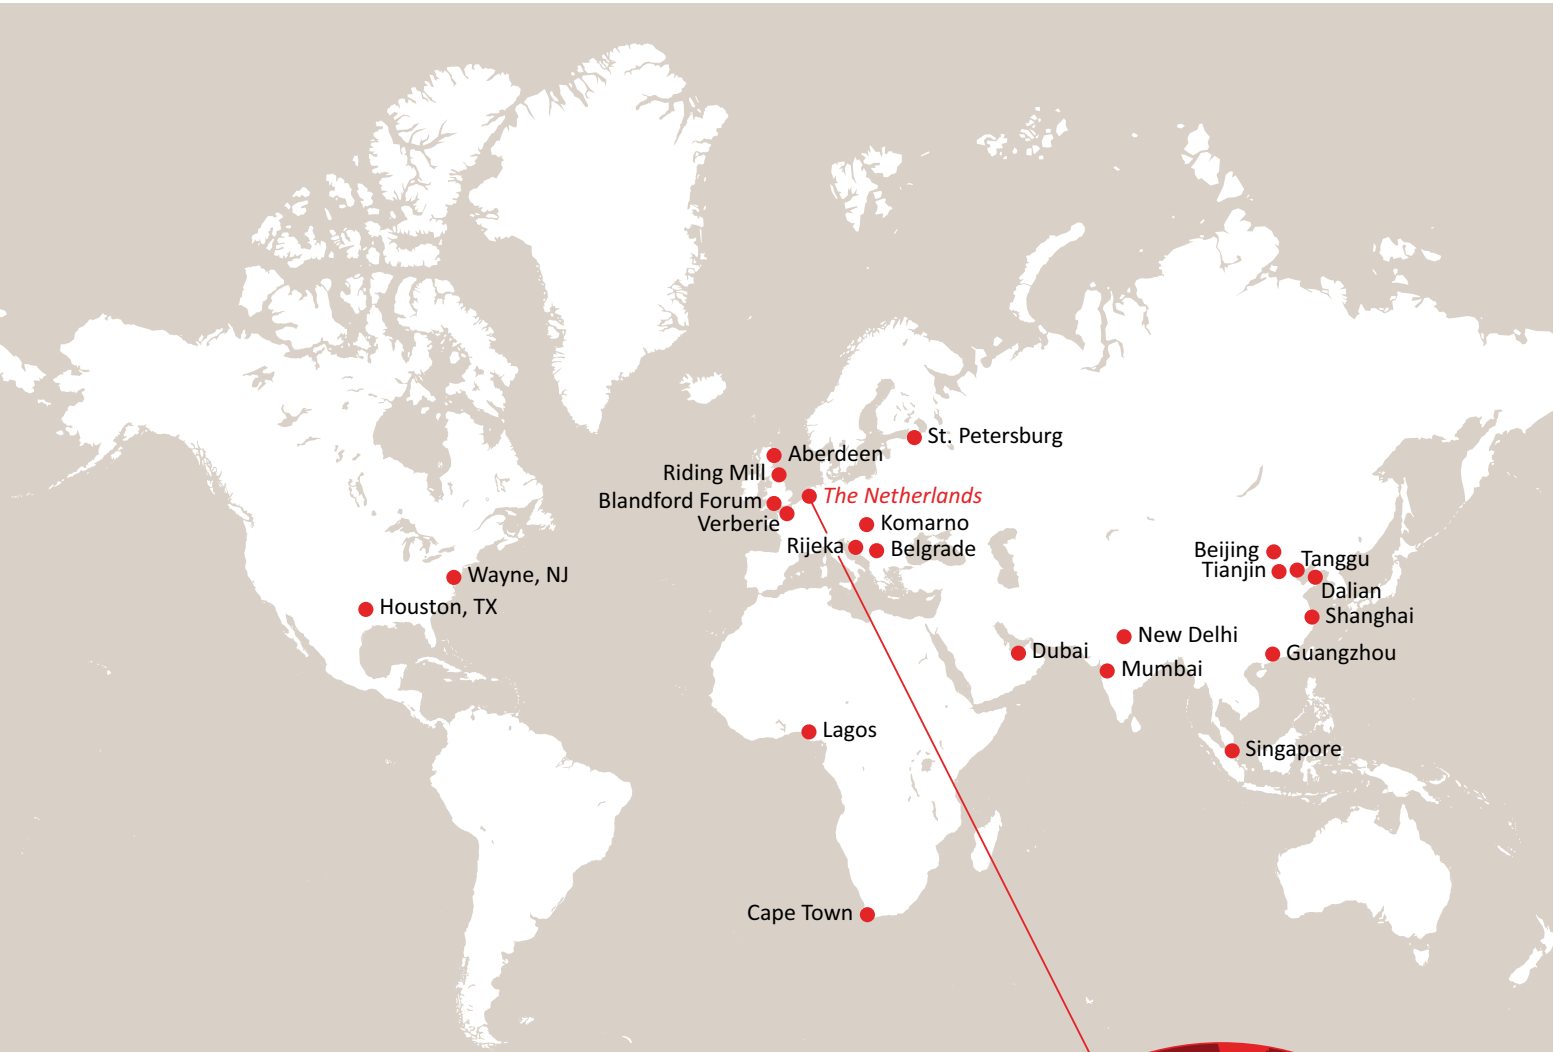 St. Petersburg
Aberdeen
Riding Mill
The Netherlands
Blandford Forum
Verberie
Komarno
Rijeka
Belgrade
Beijing
Tanggu
Tianjin
Dalian
Wayne, NJ
Houston, TX
Shanghai
New Delhi
Dubai
Guangzhou
Mumbai
Lagos
Singapore
Cape Town